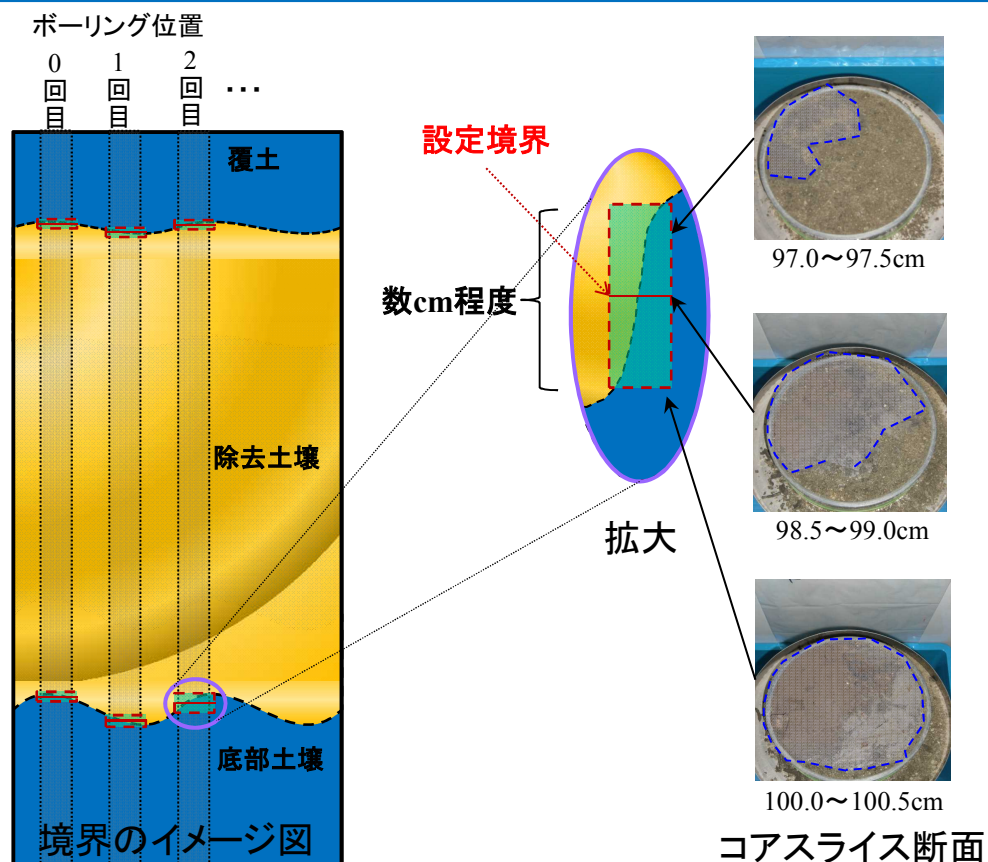 ボーリング位置
0回目
1回目
2回目
…
覆土
設定境界
数cm程度
除去土壌
底部土壌
境界のイメージ図
拡大
97.0～97.5cm
98.5～99.0cm
100.0～100.5cm
コアスライス断面